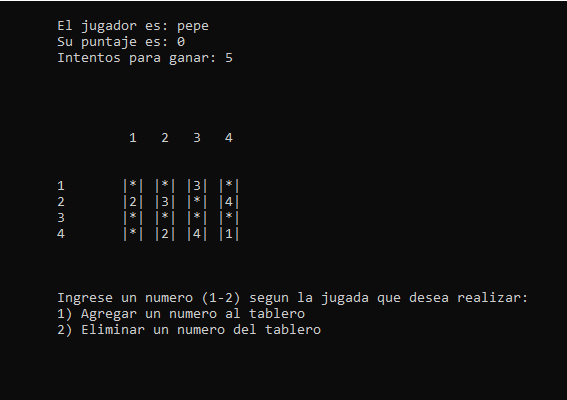 El jugador es: pepe
Su puntaje es: 0
Intentos para ganar: 5
1 2 3 4
1 |*| |*| |3| |*|
2 |2| |3| |*| |4|
3 |*| |*| |*| |*|
4 |*| |2| |4| |1|
Ingrese un numero (1-2) segun la jugada que desea realizar:
1) Agregar un numero al tablero
2) Eliminar un numero del tablero